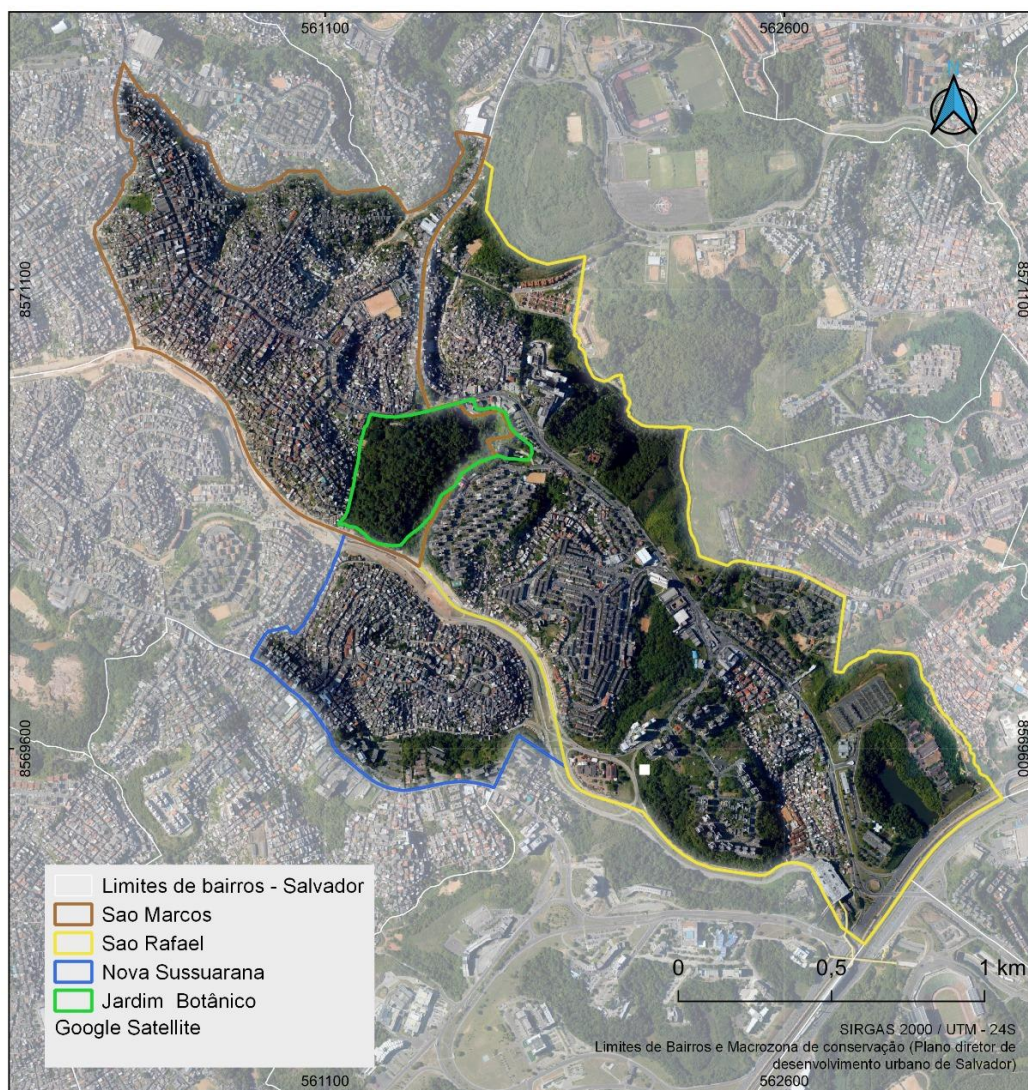 561100
562600
N
8571100
8571100
8569600
8569600
Limites de bairros - Salvador
Sao Marcos
Sao Rafael
Nova Sussuarana
Jardim Botânico
Google Satellite
0
0,5
1 km
SIRGAS 2000 / UTM - 24S
Limites de Bairros e Macrozona de conservação (Plano diretor de
desenvolvimento urbano de Salvador)
561100
562600